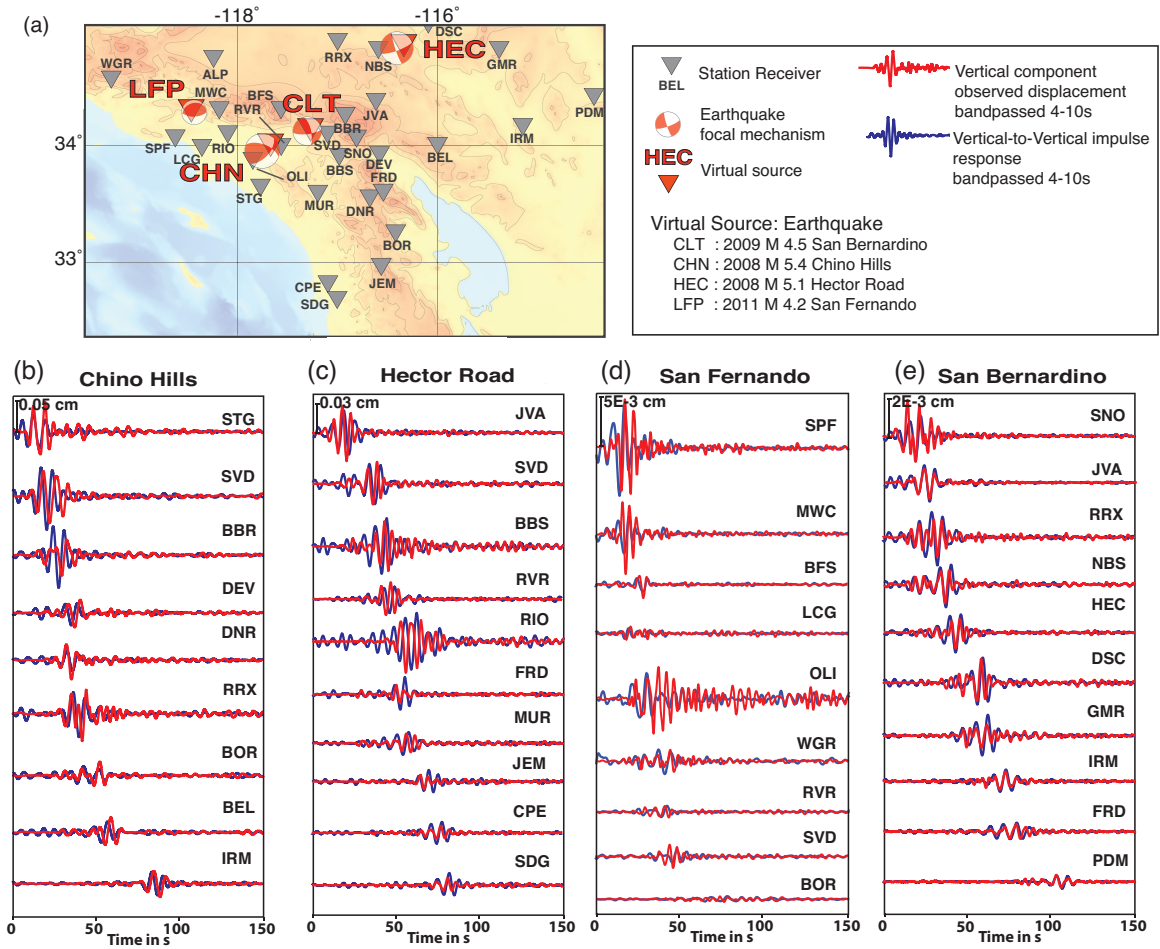 (a)
-118°
-116°
WGR
ALP
MWC
LFP
BFS
RVR
CLT
RRX
NBS
DSC
HEC
GMR
PDM
JVA
BBR
IRM
34
SPF
LCG
RIO
SVD
SNO
DEV
BEL
CHN
OLI
BBS
FRD
STG
MUR
DNR
BOR
33
JEM
CPE
SDG
BEL
Station Receiver
Earthquake
focal mechanism
HEC
Virtual source
Vertical component
observed displacement
bandpassed 4-10s
Vertical-to-Vertical impulse
response
bandpassed 4-10s
Virtual Source: Earthquake
CLT : 2009 M 4.5 San Bernardino
CHN : 2008 M 5.4 Chino Hills
HEC : 2008 M 5.1 Hector Road
LFP : 2011 M 4.2 San Fernando
(b)
Chino Hills
0.05 cm
STG
SVD
BBR
DEV
DNR
RRX
BOR
BEL
IRM
0 50 100 150
Time in s
(c)
Hector Road
0.03 cm
JVA
SVD
BBS
RVR
RIO
FRD
MUR
JEM
CPE
SDG
0 50 100 150
Time in s
(d)
San Fernando
5E-3 cm
SPF
MWC
BFS
LCG
OLI
WGR
RVR
SVD
BOR
0 50 100 150
Time in s
(e)
San Bernardino
2E-3 cm
SNO
JVA
RRX
NBS
HEC
DSC
GMR
IRM
FRD
PDM
0 50 100 150
Time in s